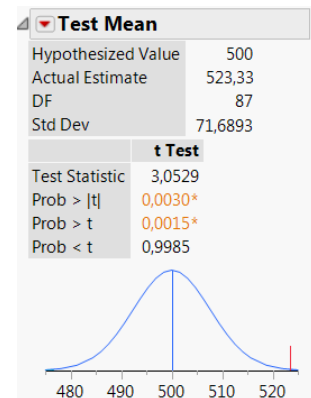 Test Mean
Hypothesized Value 500
Actual Estimate 523,33
DF 87
Std Dev 71,6893
t Test
Test Statistic 3,0529
Prob > |t| 0,0030*
Prob > t 0,0015*
Prob < t 0,9985
480 490 500 510 520